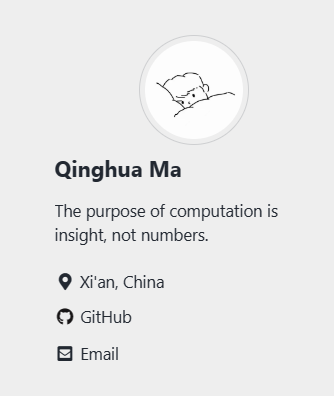 Qinghua Ma
The purpose of computation is
insight, not numbers.
Xi'an, China
GitHub
Email